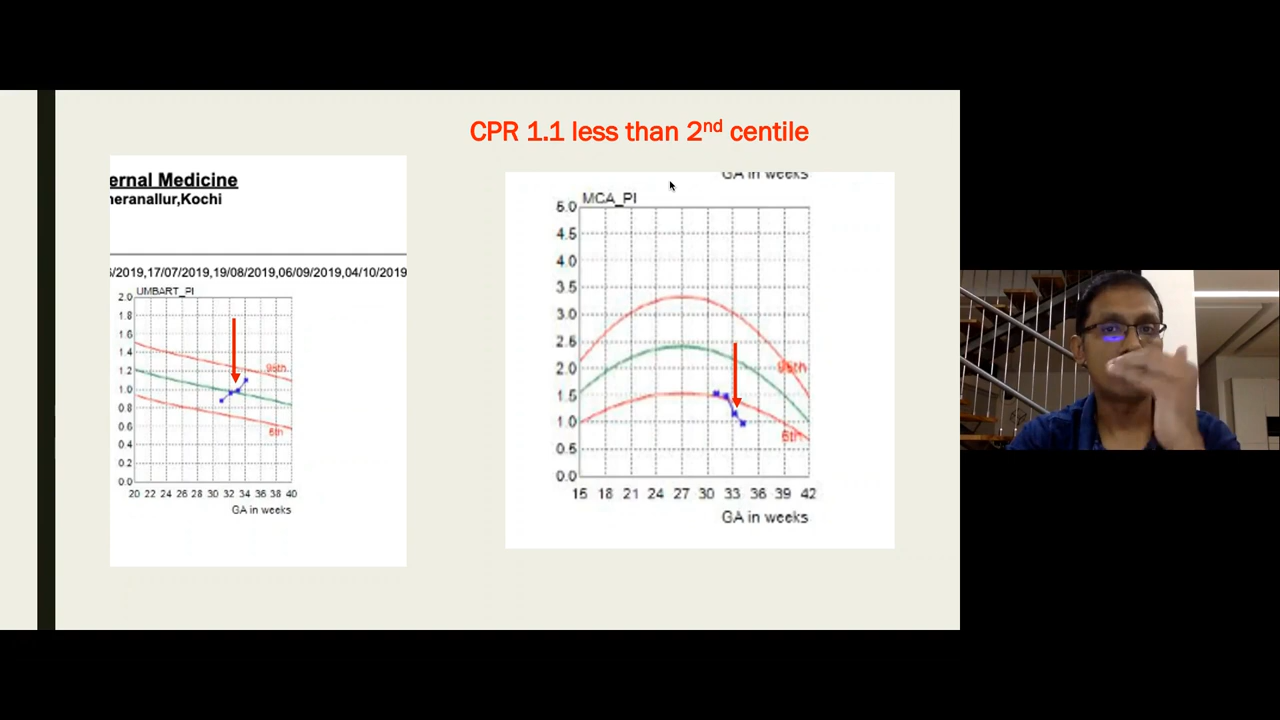 CPR 1.1 less than 2nd centile
ernal Medicine
neranallur,Kochi
/2019,17/07/2019,19/08/2019,06/09/2019,04/10/2019
UMBART_PI
2.0
1.8
1.6
1.4
1.2
1.0
0.8
0.6
0.4
0.2
0.0
95th
5th
20 22 24 26 28 30 32 34 36 38 40
GA in weeks
GA in weeks
MCA_PI
5.0
4.5
4.0
3.5
3.0
2.5
2.0
1.5
1.0
0.5
0.0
95th
5th
15 18 21 24 27 30 33 36 39 42
GA in weeks